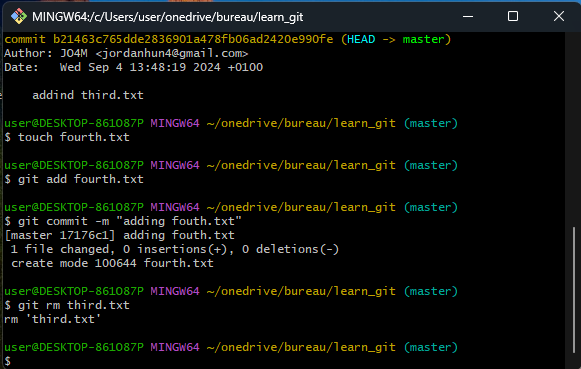 MINGW64:/c/Users/user/onedrive/bureau/learn_git
commit b21463c765dde2836901a478fb06ad2420e990fe (HEAD -> master)
Author: JO4M <jordanhun4@gmail.com>
Date:   Wed Sep 4 13:48:19 2024 +0100
    addind third.txt
user@DESKTOP-861O87P MINGW64 ~/onedrive/bureau/learn_git (master)
$ touch fourth.txt
user@DESKTOP-861O87P MINGW64 ~/onedrive/bureau/learn_git (master)
$ git add fourth.txt
user@DESKTOP-861O87P MINGW64 ~/onedrive/bureau/learn_git (master)
$ git commit -m "adding fouth.txt"
[master 17176c1] adding fouth.txt
 1 file changed, 0 insertions(+), 0 deletions(-)
 create mode 100644 fourth.txt
user@DESKTOP-861O87P MINGW64 ~/onedrive/bureau/learn_git (master)
$ git rm third.txt
rm 'third.txt'
user@DESKTOP-861O87P MINGW64 ~/onedrive/bureau/learn_git (master)
$